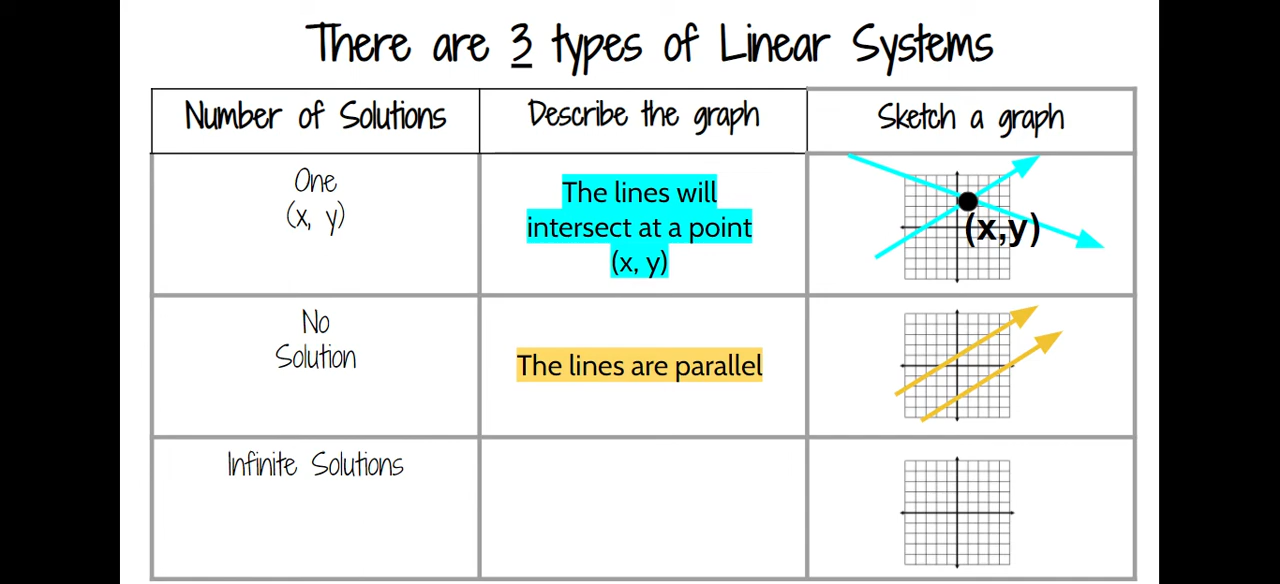 There are 3 types of Linear Systems
Number of Solutions
Describe the graph
Sketch a graph
One
(x, y)
The lines will
intersect at a point
(x, y)
(x,y)
No
Solution
The lines are parallel
Infinite Solutions